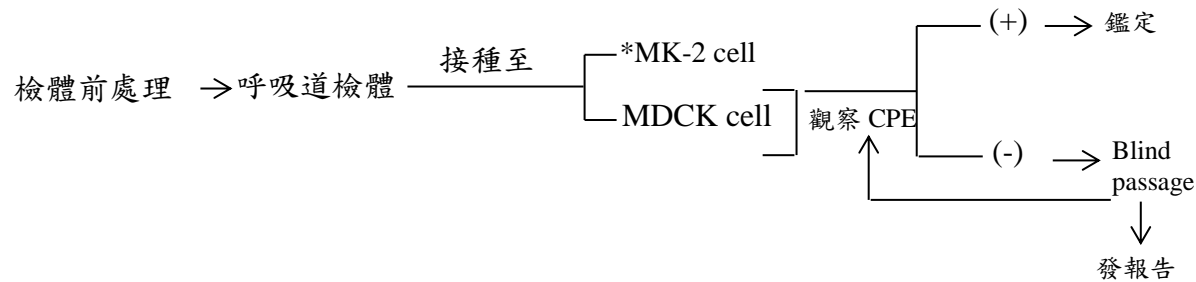 檢體前處理
呼吸道檢體
接種至
*MK-2 cell
MDCK cell
觀察 CPE
(+)
鑑定
(-)
Blind
passage
發報告